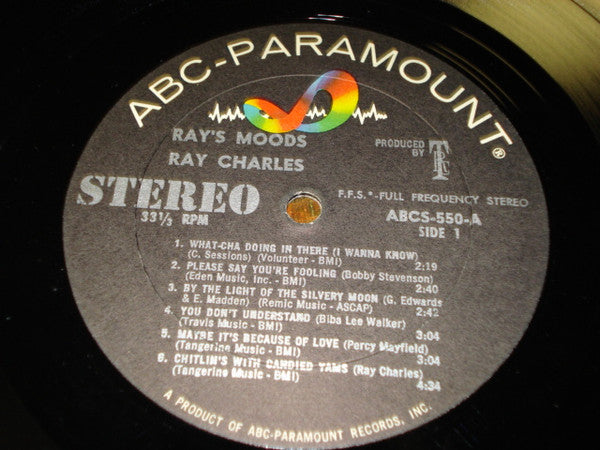 ABC-PARAMOUNT®
RAY'S MOODS
RAY CHARLES
PRODUCED
BY
STEREO
33⅓ RPM
F.F.S.*-FULL FREQUENCY STEREO
ABCS-550-A
SIDE 1
1. WHAT-CHA DOING IN THERE (I WANNA KNOW)
(C. Sessions) (Volunteer - BMI) 2:19
2. PLEASE SAY YOU'RE FOOLING (Bobby Stevenson)
(Eden Music, Inc. - BMI) 2:40
3. BY THE LIGHT OF THE SILVERY MOON (G. Edwards
& E. Madden) (Remic Music - ASCAP) 2:42
4. YOU DON'T UNDERSTAND (Biba Lee Walker)
(Travis Music - BMI) 3:04
5. MAYBE IT'S BECAUSE OF LOVE (Percy Mayfield)
(Tangerine Music - BMI) 3:04
6. CHITLIN'S WITH CANDIED YAMS (Ray Charles)
(Tangerine Music - BMI) 4:34
A PRODUCT OF ABC-PARAMOUNT RECORDS, INC.